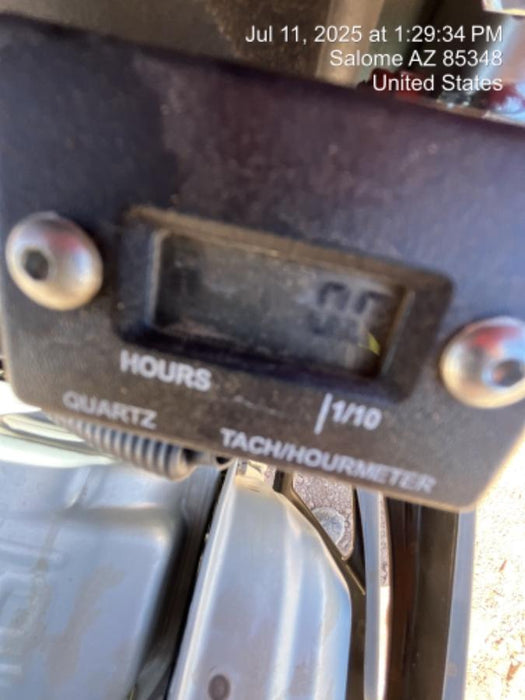 Jul 11, 2025 at 1:29:34 PM
Salome AZ 85348
United States
HOURS
1/10
QUARTZ
TACH/HOURMETER